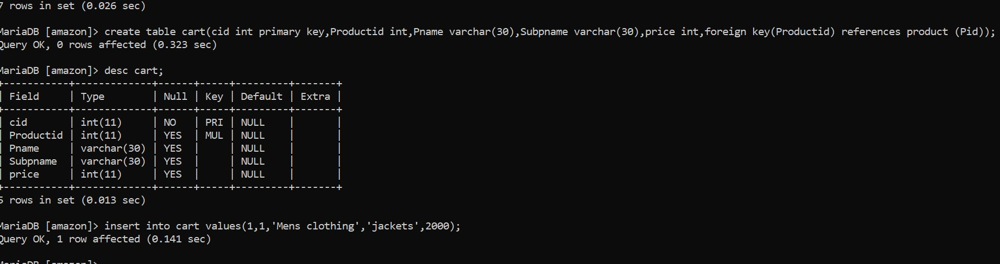 7 rows in set (0.026 sec)
MariaDB [amazon]> create table cart(cid int primary key,Productid int,Pname varchar(30),Subpname varchar(30),price int,foreign key(Productid) references product (Pid));
Query OK, 0 rows affected (0.323 sec)
MariaDB [amazon]> desc cart;
+-----------+-------------+------+-----+---------+-------+
| Field     | Type        | Null | Key | Default | Extra |
+-----------+-------------+------+-----+---------+-------+
| cid       | int(11)     | NO   | PRI | NULL    |       |
| Productid | int(11)     | YES  | MUL | NULL    |       |
| Pname     | varchar(30) | YES  |     | NULL    |       |
| Subpname  | varchar(30) | YES  |     | NULL    |       |
| price     | int(11)     | YES  |     | NULL    |       |
+-----------+-------------+------+-----+---------+-------+
5 rows in set (0.013 sec)
MariaDB [amazon]> insert into cart values(1,1,'Mens clothing','jackets',2000);
Query OK, 1 row affected (0.141 sec)
MariaDB [amazon]>